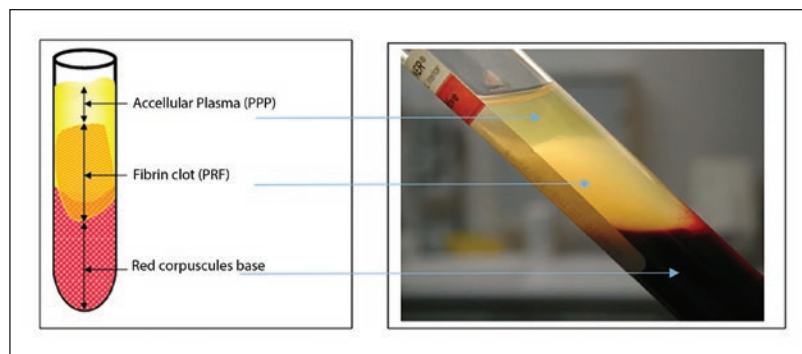 Accellular Plasma (PPP)
Fibrin clot (PRF)
Red corpuscules base